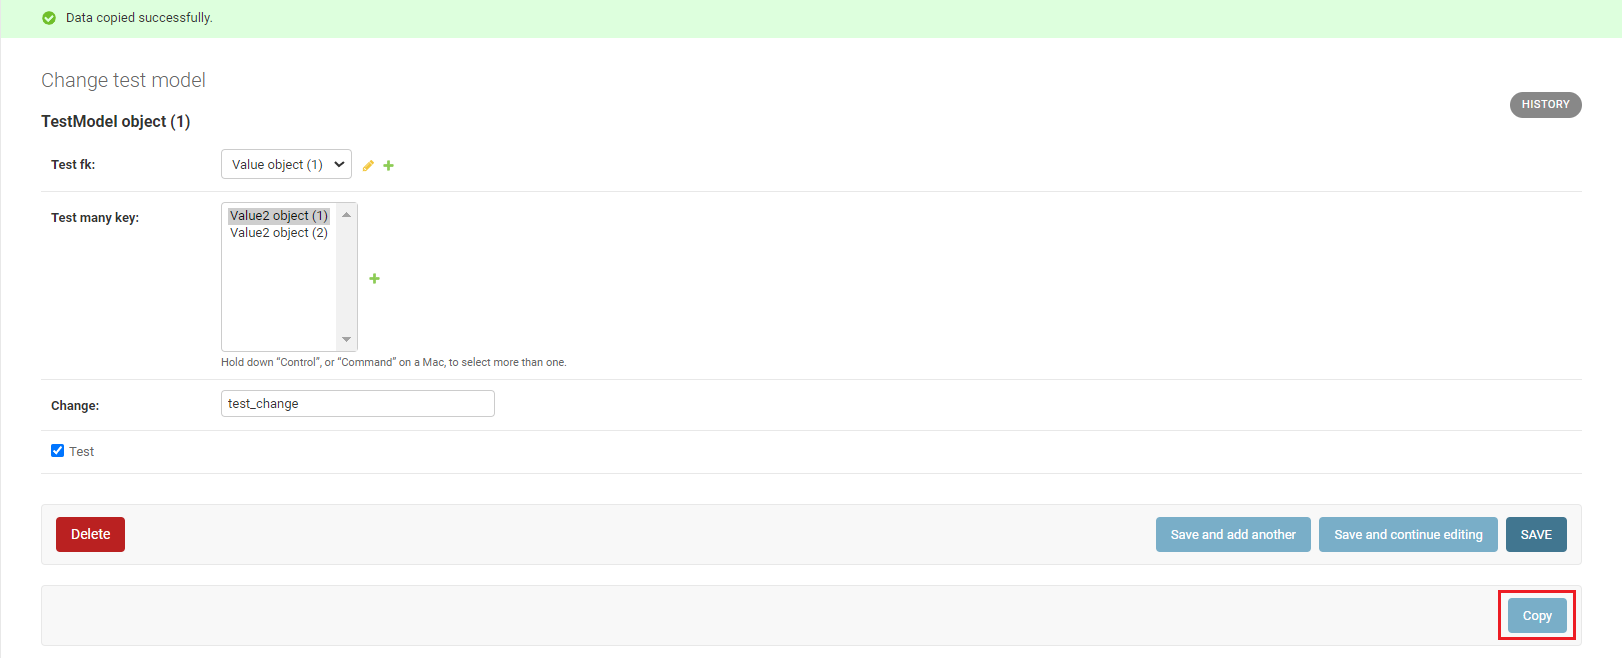 Data copied successfully.
Change test model
HISTORY
TestModel object (1)
Test fk:
Value object (1)
Test many key:
Value2 object (1)
Value2 object (2)
Hold down “Control”, or “Command” on a Mac, to select more than one.
Change:
test_change
Test
Delete
Save and add another
Save and continue editing
SAVE
Copy